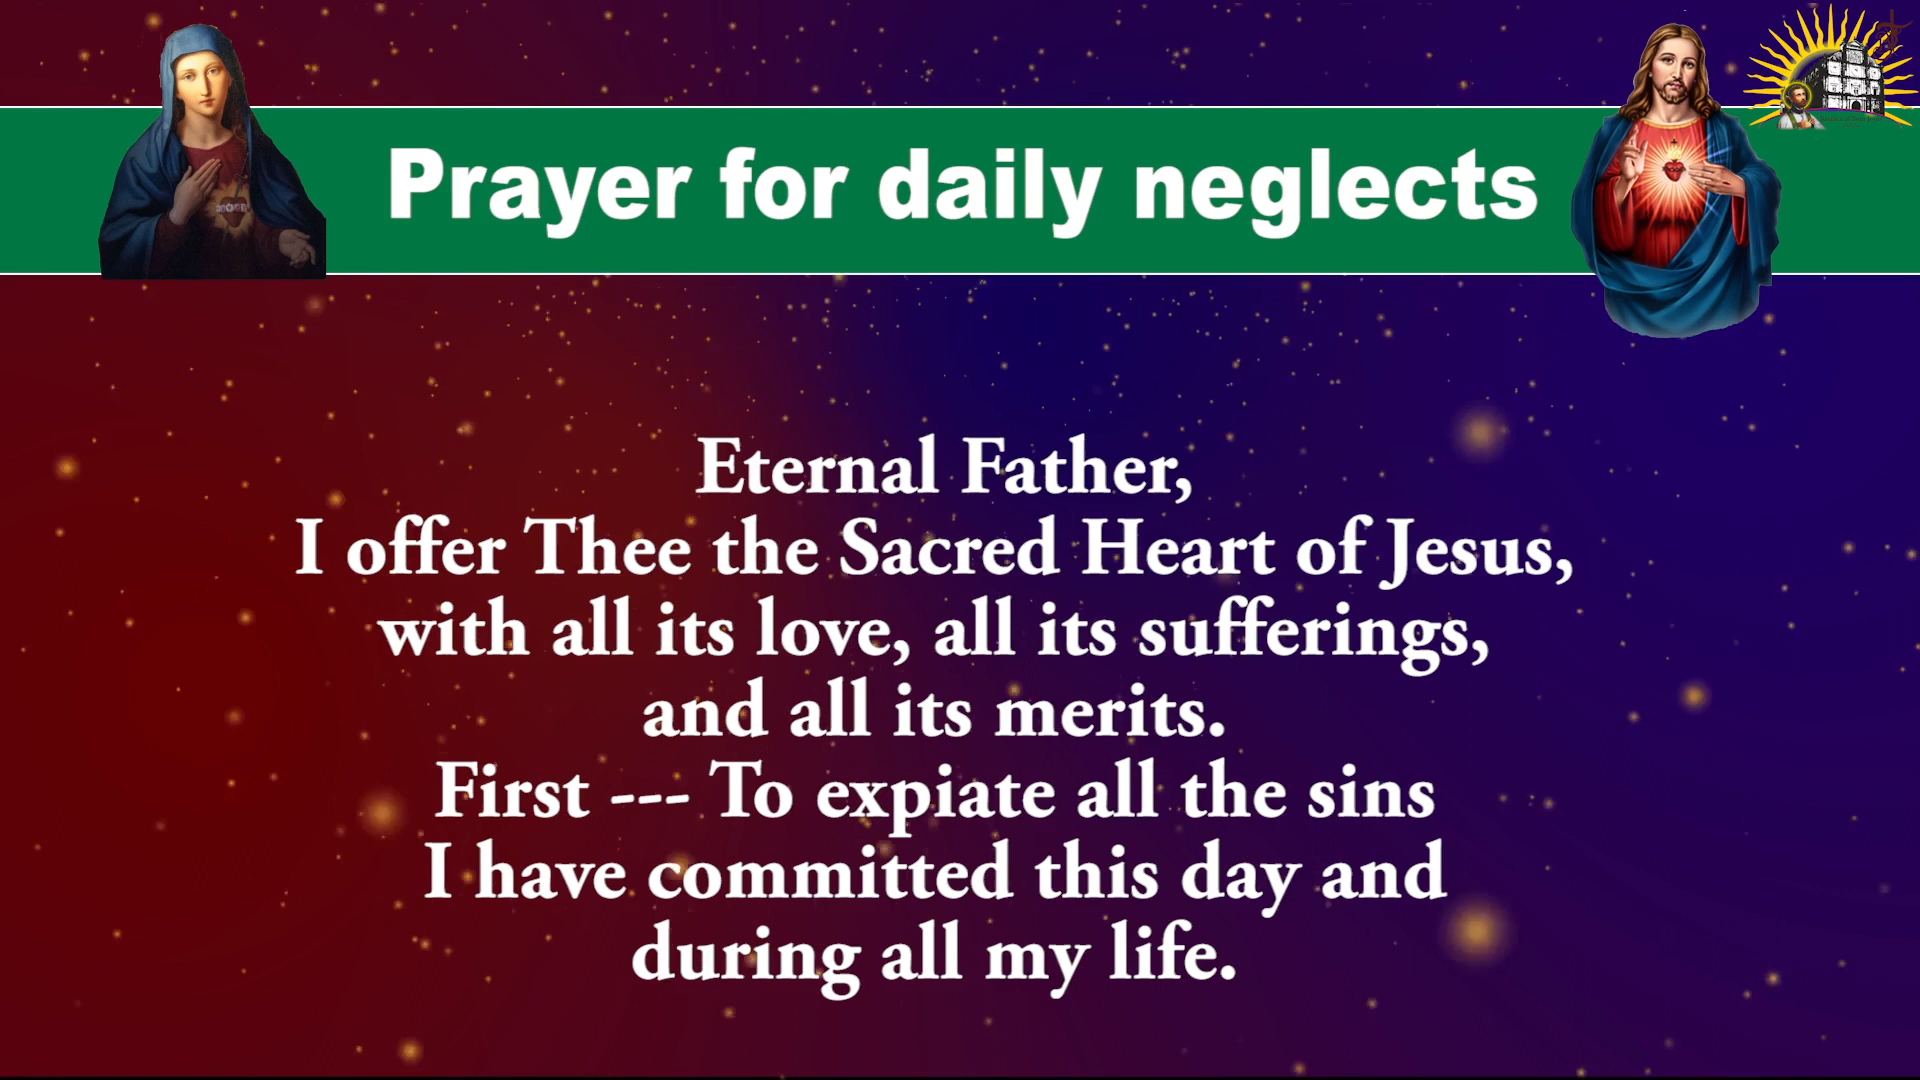 Prayer for daily neglects
Eternal Father,
I offer Thee the Sacred Heart of Jesus,
with all its love, all its sufferings,
and all its merits.
First --- To expiate all the sins
I have committed this day and
during all my life.